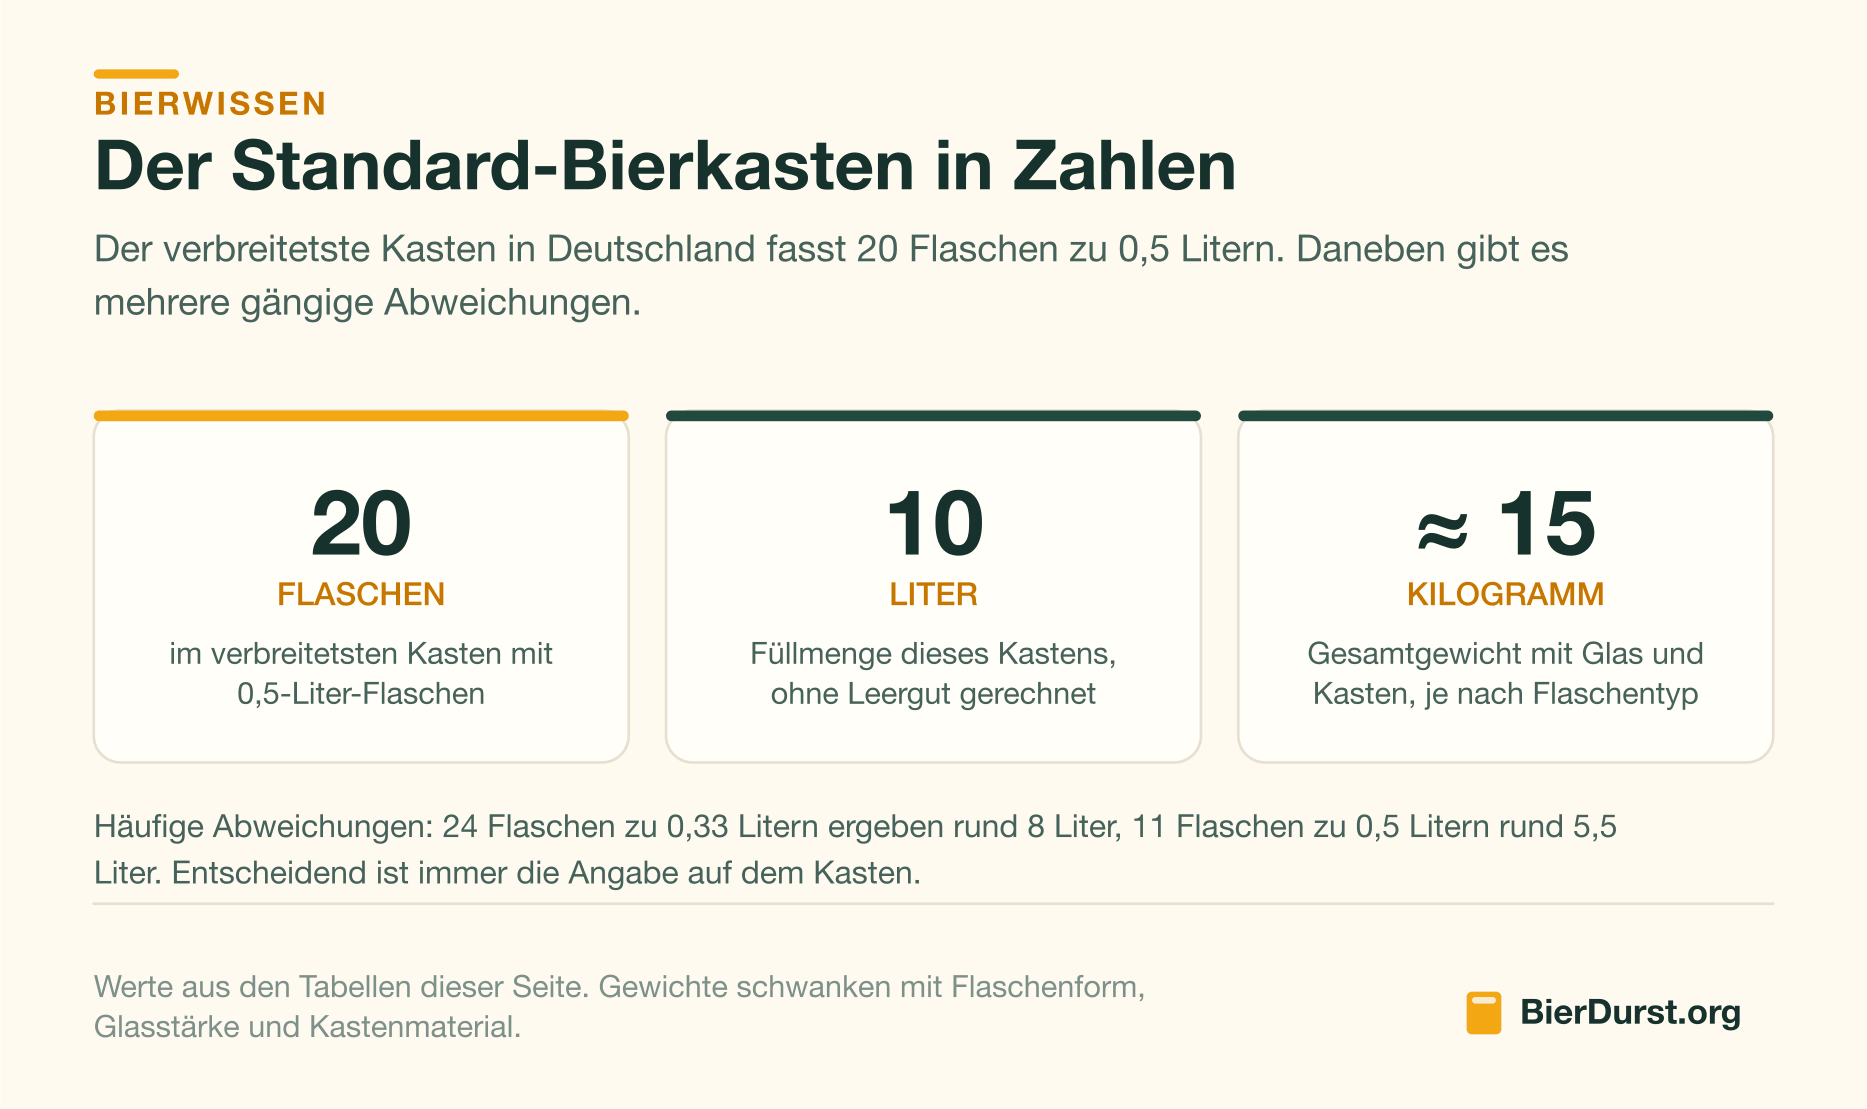 BIERWISSEN
Der Standard-Bierkasten in Zahlen
Der verbreitetste Kasten in Deutschland fasst 20 Flaschen zu 0,5 Litern. Daneben gibt es
mehrere gängige Abweichungen.
20
FLASCHEN
im verbreitetsten Kasten mit
0,5-Liter-Flaschen
10
LITER
Füllmenge dieses Kastens,
ohne Leergut gerechnet
≈ 15
KILOGRAMM
Gesamtgewicht mit Glas und
Kasten, je nach Flaschentyp
Häufige Abweichungen: 24 Flaschen zu 0,33 Litern ergeben rund 8 Liter, 11 Flaschen zu 0,5 Litern rund 5,5
Liter. Entscheidend ist immer die Angabe auf dem Kasten.
Werte aus den Tabellen dieser Seite. Gewichte schwanken mit Flaschenform,
Glasstärke und Kastenmaterial.
BierDurst.org